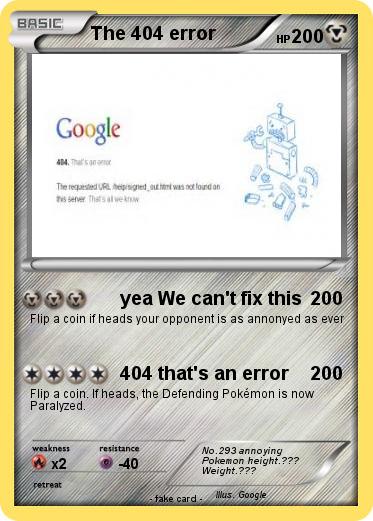 BASIC
The 404 error
HP 200
Google
404. That's an error
The requested URL /help/signed_out.html was not found on
this server. That's all we know.
yea We can't fix this 200
Flip a coin if heads your opponent is as annonyed as ever
404 that's an error 200
Flip a coin. If heads, the Defending Pokémon is now
Paralyzed.
weakness resistance
x2 -40
retreat
No.293 annoying
Pokemon height.???
Weight.???
- fake card -
Illus. Google